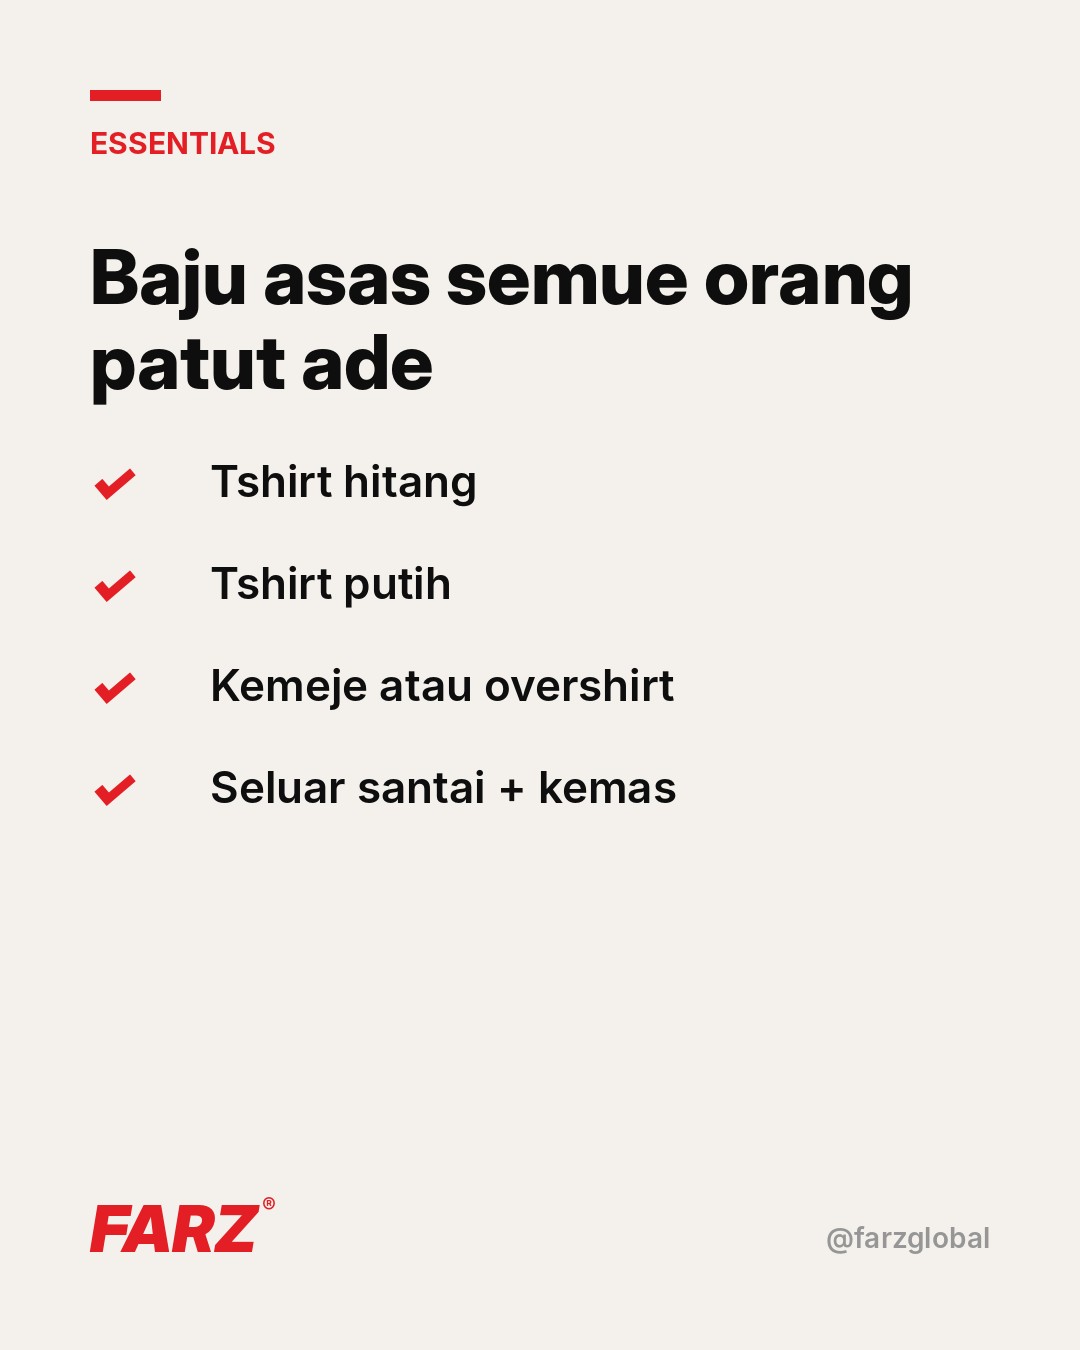 ESSENTIALS
Baju asas semue orang
patut ade
Tshirt hitang
Tshirt putih
Kemeje atau overshirt
Seluar santai + kemas
FARZ®
@farzglobal